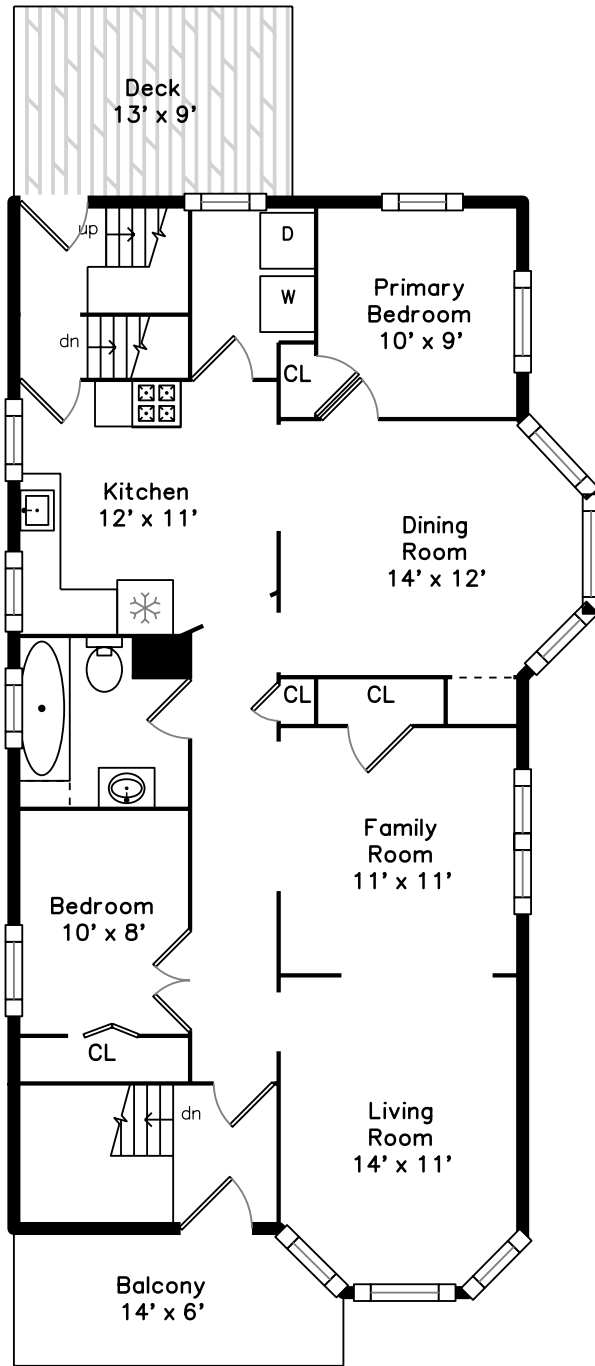 Deck
13' x 9'
up
D
W
Primary
Bedroom
10' x 9'
dn
CL
Kitchen
12' x 11'
Dining
Room
14' x 12'
CL
CL
Family
Room
11' x 11'
Bedroom
10' x 8'
CL
dn
Living
Room
14' x 11'
Balcony
14' x 6'